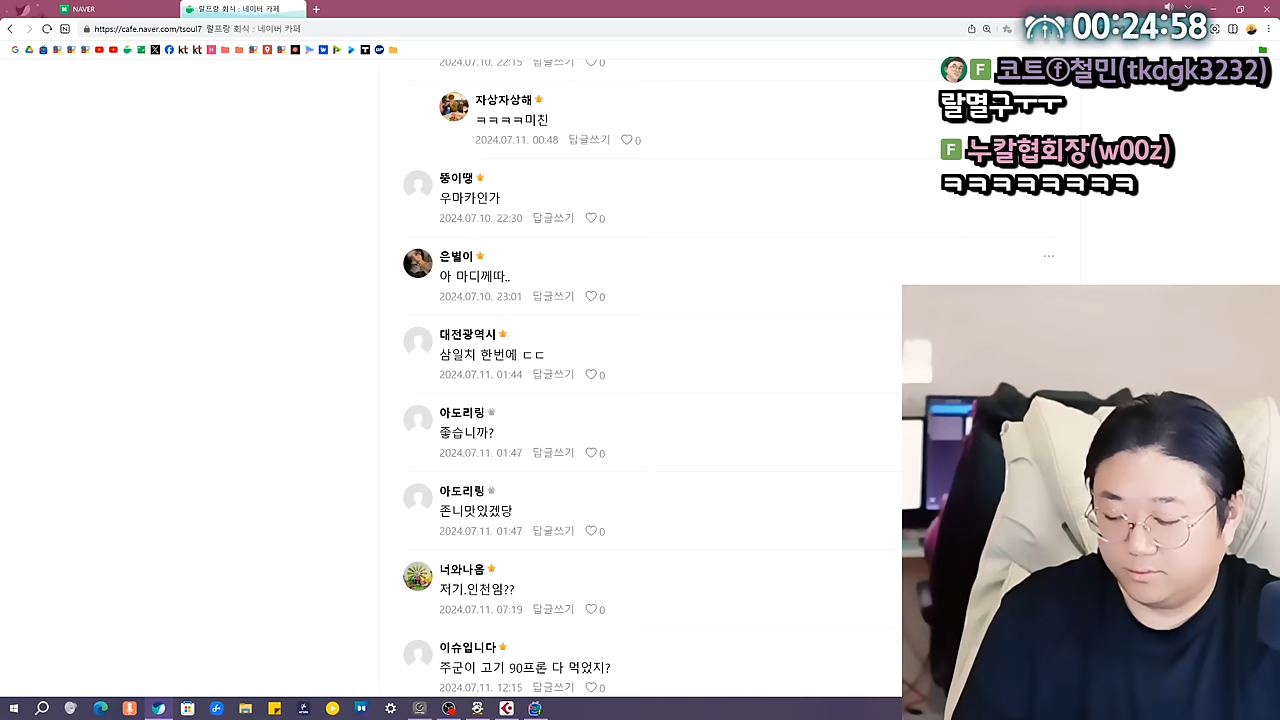 NAVER
랄프랑 회식 : 네이버 카페
https://cafe.naver.com/tsoul7 랄프랑 회식 : 네이버 카페
00:24:58
2024.07.10. 22:15 답글쓰기 0
자상자상해
ㅋㅋㅋㅋ미친
2024.07.11. 00:48 답글쓰기 0
뚱이땡
우마카인가
2024.07.10. 22:30 답글쓰기 0
은별이
아 마디께따..
2024.07.10. 23:01 답글쓰기 0
대전광역시
삼일치 한번에 ㄷㄷ
2024.07.11. 01:44 답글쓰기 0
아도리링
좋습니까?
2024.07.11. 01:47 답글쓰기 0
아도리링
존니맛있겠당
2024.07.11. 01:47 답글쓰기 0
너와나옴
저기.인천임??
2024.07.11. 07:19 답글쓰기 0
이슈입니다
주군이 고기 90프론 다 먹었지?
2024.07.11. 12:15 답글쓰기 0
F 코트ⓕ철민(tkdgk3232)
랄멸구ㅜㅜ
F 누칼협회장(w00z)
ㅋㅋㅋㅋㅋㅋㅋㅋ